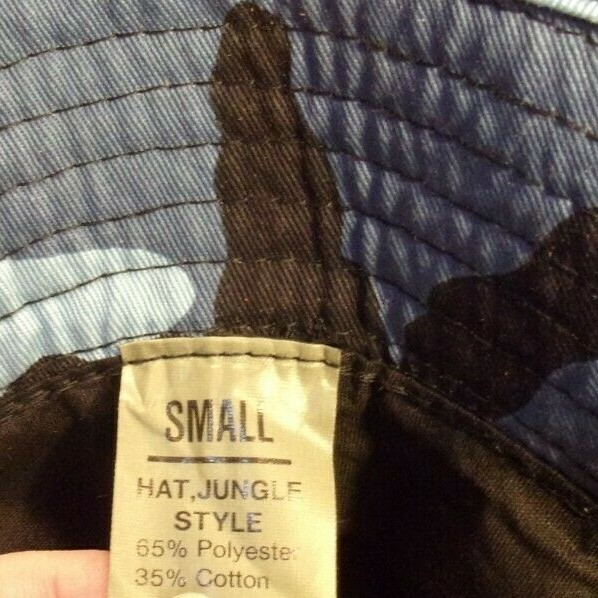 SMALL
HAT,JUNGLE
STYLE
65% Polyester
35% Cotton